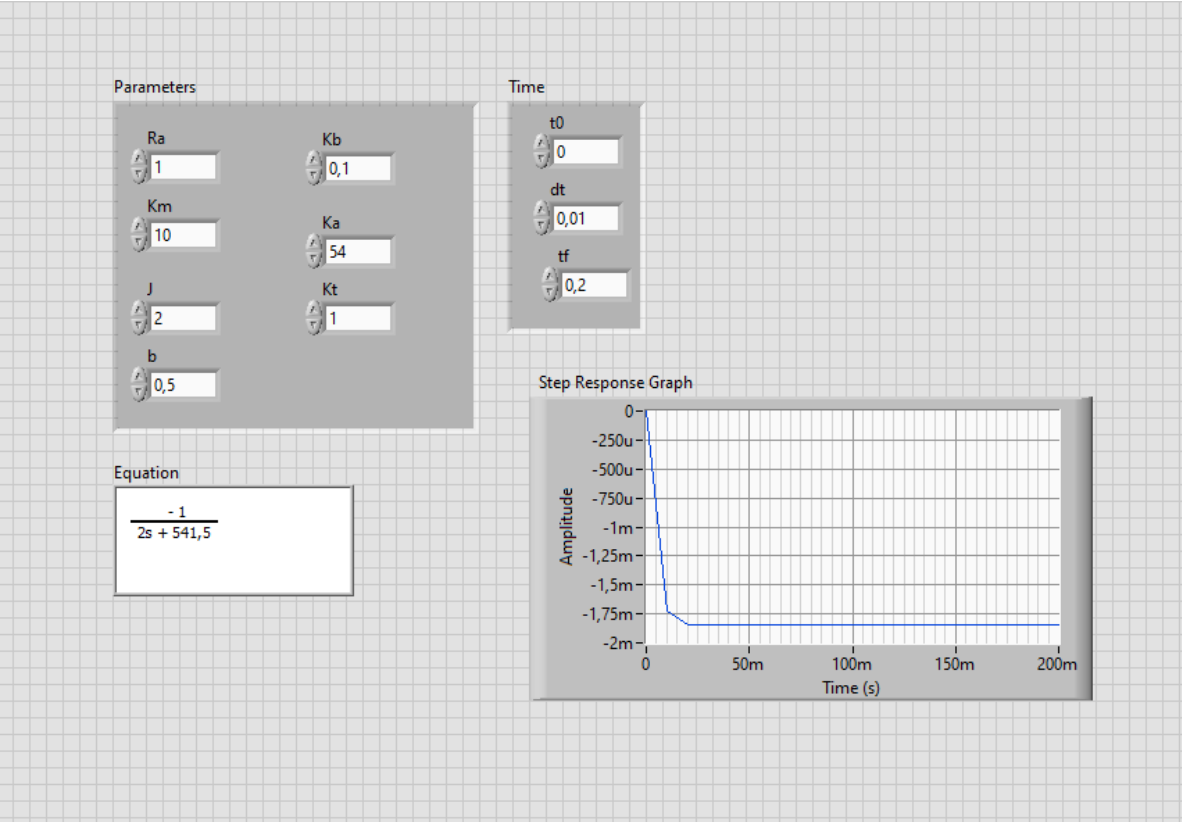 Parameters
Ra
1
Km
10
J
2
b
0,5
Kb
0,1
Ka
54
Kt
1
Time
t0
0
dt
0,01
tf
0,2
Equation
- 1
2s + 541,5
Step Response Graph
Amplitude
0
-250u
-500u
-750u
-1m
-1,25m
-1,5m
-1,75m
-2m
0 50m 100m 150m 200m
Time (s)